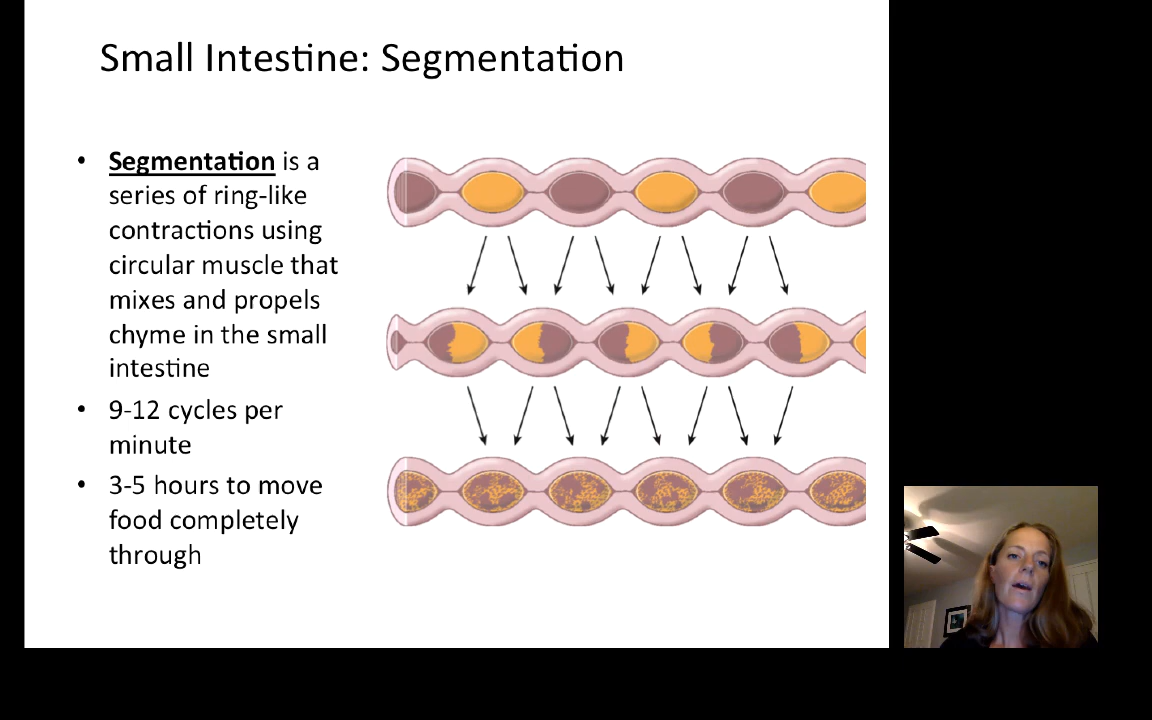 Small Intestine: Segmentation
• Segmentation is a
series of ring-like
contractions using
circular muscle that
mixes and propels
chyme in the small
intestine
• 9-12 cycles per
minute
• 3-5 hours to move
food completely
through